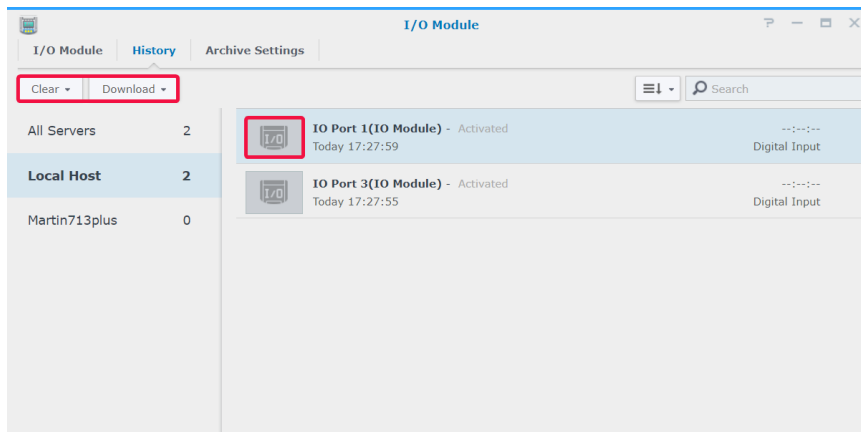 I/O Module
I/O Module History Archive Settings
Clear Download Search
All Servers 2
Local Host 2
Martin713plus 0
I/O IO Port 1(IO Module) - Activated --:--:--
Today 17:27:59 Digital Input
I/O IO Port 3(IO Module) - Activated --:--:--
Today 17:27:55 Digital Input